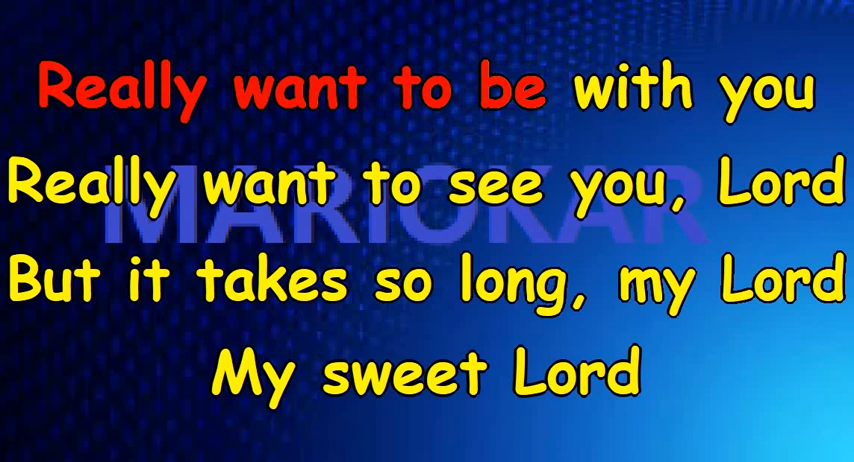 Really want to be with you
Really want to see you, Lord
MARIOKAR
But it takes so long, my Lord
My sweet Lord